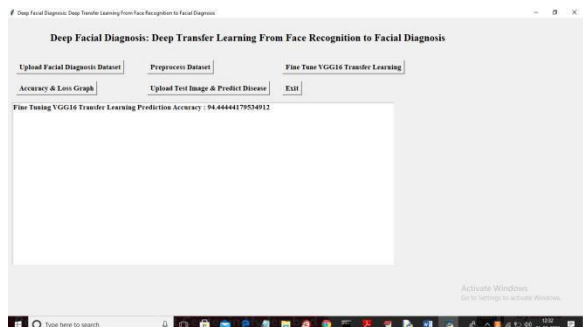 Deep Facial Diagnosis: Deep Transfer Learning From Face Recognition to Facial Diagnosis
Deep Facial Diagnosis: Deep Transfer Learning From Face Recognition to Facial Diagnosis
Upload Facial Diagnosis Dataset Preprocess Dataset Fine Tune VGG16 Transfer Learning
Accuracy & Loss Graph Upload Test Image & Predict Disease Exit
Fine Tuning VGG16 Transfer Learning Prediction Accuracy : 94.44444179534912
Activate Windows
Go to Settings to activate Windows.
Type here to search
12:32